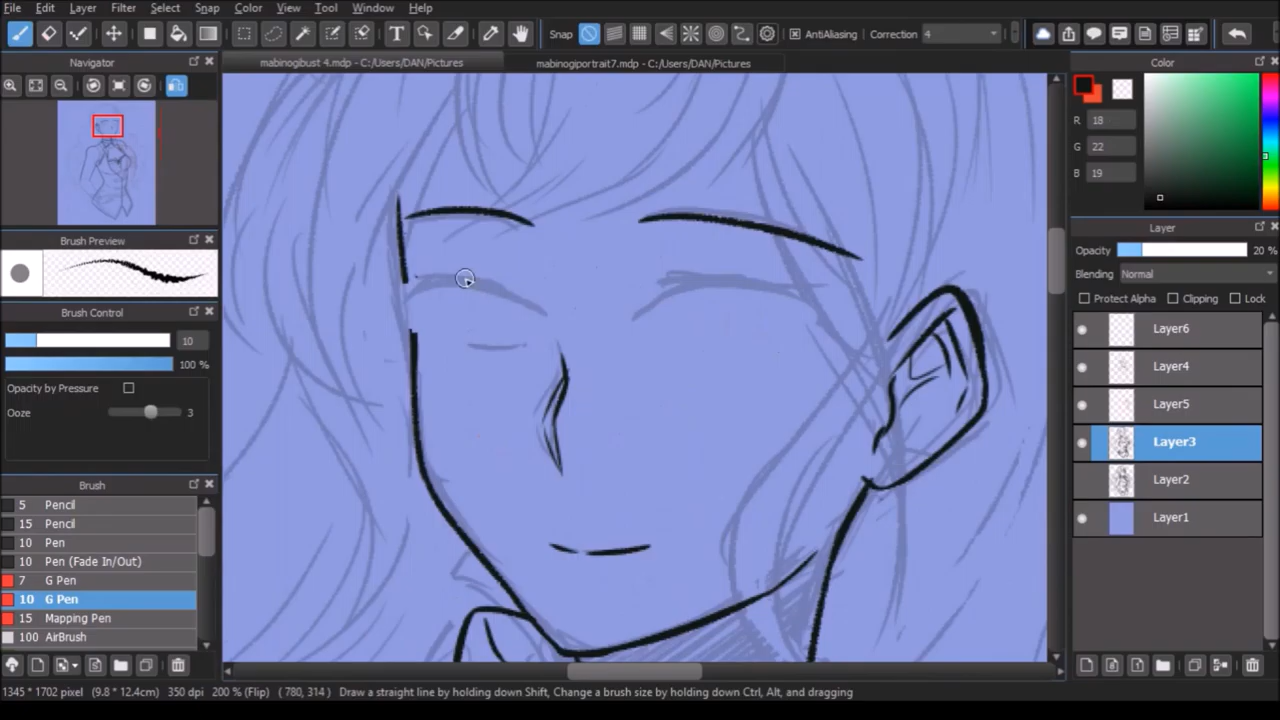 File Edit Layer Filter Select Snap Color View Tool Window Help
Snap AntiAliasing Correction 4
Navigator
mabinogibust 4.mdp - C:/Users/DAN/Pictures mabinogiportrait7.mdp - C:/Users/DAN/Pictures
Color
R 18
G 22
B 19
Brush Preview
Brush Control
10
100 %
Opacity by Pressure
Ooze 3
Brush
5 Pencil
15 Pencil
10 Pen
10 Pen (Fade In/Out)
7 G Pen
10 G Pen
15 Mapping Pen
100 AirBrush
Layer
Opacity 20 %
Blending Normal
Protect Alpha Clipping Lock
Layer6
Layer4
Layer5
Layer3
Layer2
Layer1
1345 * 1702 pixel (9.8 * 12.4cm) 350 dpi 200 % (Flip) ( 780, 314 ) Draw a straight line by holding down Shift, Change a brush size by holding down Ctrl, Alt, and dragging